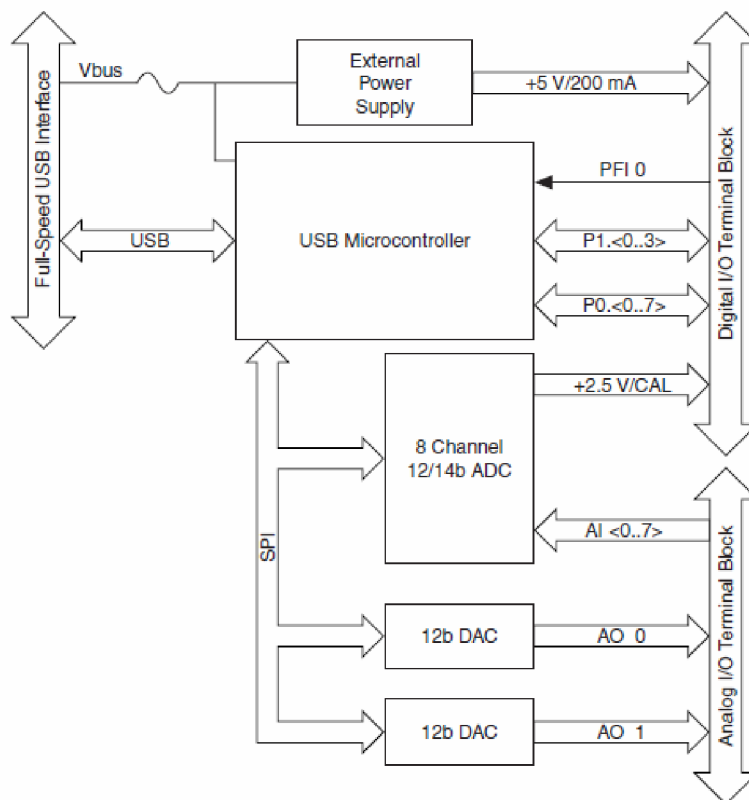 Vbus
External
Power
Supply
+5 V/200 mA
Full-Speed USB Interface
USB
USB Microcontroller
PFI 0
P1.<0..3>
P0.<0..7>
Digital I/O Terminal Block
+2.5 V/CAL
8 Channel
12/14b ADC
SPI
AI <0..7>
Analog I/O Terminal Block
12b DAC
AO 0
12b DAC
AO 1